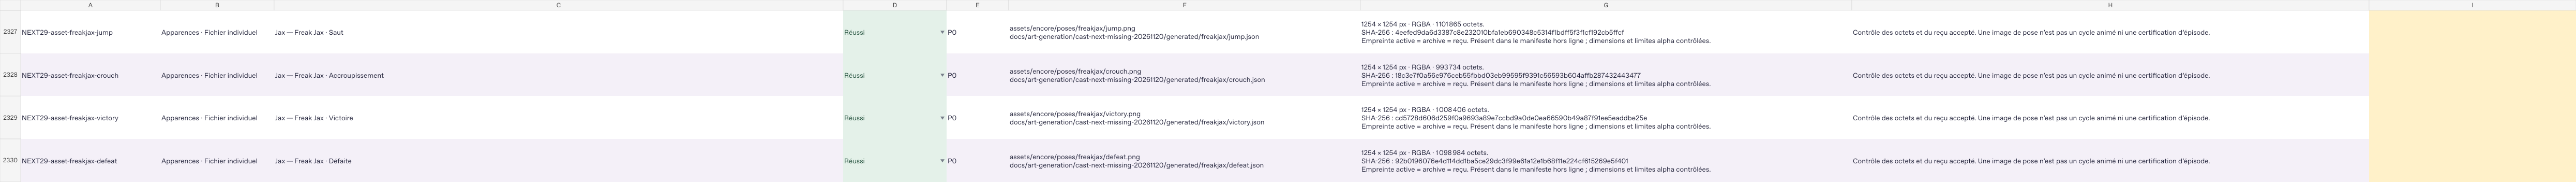 A B C D E F G H I
2327 NEXT29-asset-freakjax-jump Apparences · Fichier individuel Jax — Freak Jax · Saut Réussi P0
assets/encore/poses/freakjax/jump.png
docs/art-generation/cast-next-missing-20261120/generated/freakjax/jump.json
1254 × 1254 px · RGBA · 1 101 865 octets.
SHA-256 : 4eefed9da6d3387c8e232010bfa1eb690348c5314f1bdff5f3f1cf192cb5ffcf
Empreinte active = archive = reçu. Présent dans le manifeste hors ligne ; dimensions et limites alpha contrôlées.
Contrôle des octets et du reçu accepté. Une image de pose n'est pas un cycle animé ni une certification d'épisode.
2328 NEXT29-asset-freakjax-crouch Apparences · Fichier individuel Jax — Freak Jax · Accroupissement Réussi P0
assets/encore/poses/freakjax/crouch.png
docs/art-generation/cast-next-missing-20261120/generated/freakjax/crouch.json
1254 × 1254 px · RGBA · 993 734 octets.
SHA-256 : 18c3e7f0a56e976ceb55fbbd03eb99595f9391c56593b604affb287432443477
Empreinte active = archive = reçu. Présent dans le manifeste hors ligne ; dimensions et limites alpha contrôlées.
Contrôle des octets et du reçu accepté. Une image de pose n'est pas un cycle animé ni une certification d'épisode.
2329 NEXT29-asset-freakjax-victory Apparences · Fichier individuel Jax — Freak Jax · Victoire Réussi P0
assets/encore/poses/freakjax/victory.png
docs/art-generation/cast-next-missing-20261120/generated/freakjax/victory.json
1254 × 1254 px · RGBA · 1 008 406 octets.
SHA-256 : cd5728d606d259f0a9693a89e7ccbd9a0de0ea66590b49a87f91ee5eaddbe25e
Empreinte active = archive = reçu. Présent dans le manifeste hors ligne ; dimensions et limites alpha contrôlées.
Contrôle des octets et du reçu accepté. Une image de pose n'est pas un cycle animé ni une certification d'épisode.
2330 NEXT29-asset-freakjax-defeat Apparences · Fichier individuel Jax — Freak Jax · Défaite Réussi P0
assets/encore/poses/freakjax/defeat.png
docs/art-generation/cast-next-missing-20261120/generated/freakjax/defeat.json
1254 × 1254 px · RGBA · 1 098 984 octets.
SHA-256 : 92b0196076e4d114dd1ba5ce29dc3f99e61a12e1b68f11e224cf615269e5f401
Empreinte active = archive = reçu. Présent dans le manifeste hors ligne ; dimensions et limites alpha contrôlées.
Contrôle des octets et du reçu accepté. Une image de pose n'est pas un cycle animé ni une certification d'épisode.